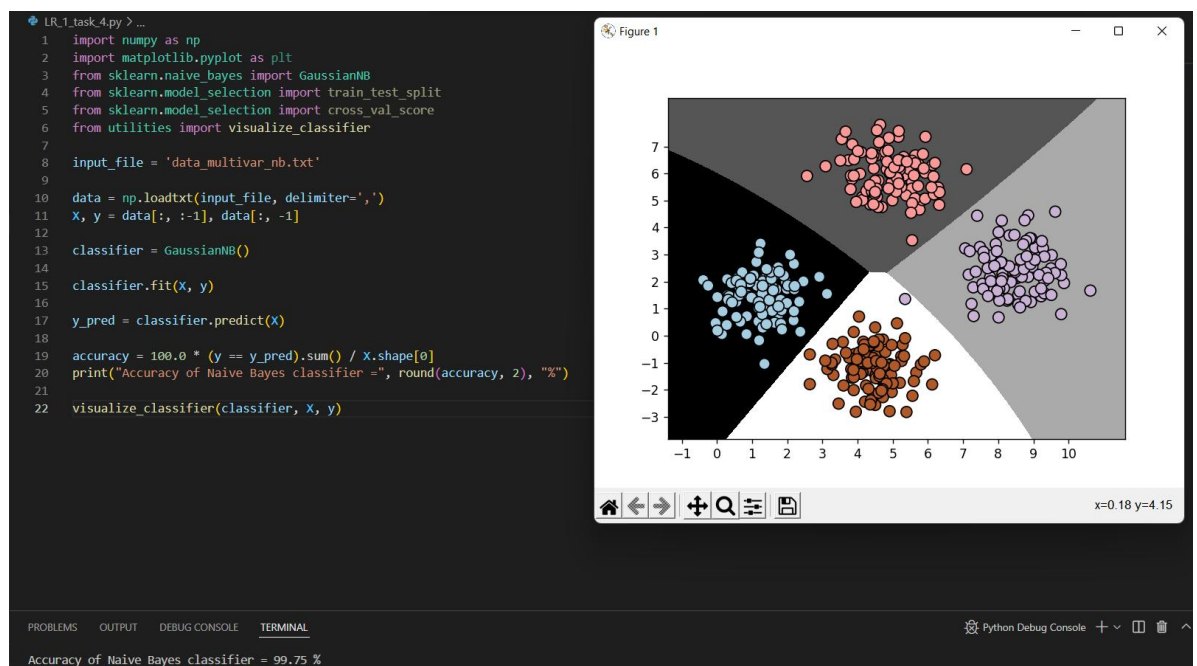 LR_1_task_4.py > ...
1 import numpy as np
2 import matplotlib.pyplot as plt
3 from sklearn.naive_bayes import GaussianNB
4 from sklearn.model_selection import train_test_split
5 from sklearn.model_selection import cross_val_score
6 from utilities import visualize_classifier
7
8 input_file = 'data_multivar_nb.txt'
9
10 data = np.loadtxt(input_file, delimiter=',')
11 X, y = data[:, :-1], data[:, -1]
12
13 classifier = GaussianNB()
14
15 classifier.fit(X, y)
16
17 y_pred = classifier.predict(X)
18
19 accuracy = 100.0 * (y == y_pred).sum() / X.shape[0]
20 print("Accuracy of Naive Bayes classifier =", round(accuracy, 2), "%")
21
22 visualize_classifier(classifier, X, y)
Figure 1
7
6
5
4
3
2
1
0
−1
−2
−3
−1 0 1 2 3 4 5 6 7 8 9 10
x=0.18 y=4.15
PROBLEMS OUTPUT DEBUG CONSOLE TERMINAL
Python Debug Console
Accuracy of Naive Bayes classifier = 99.75 %